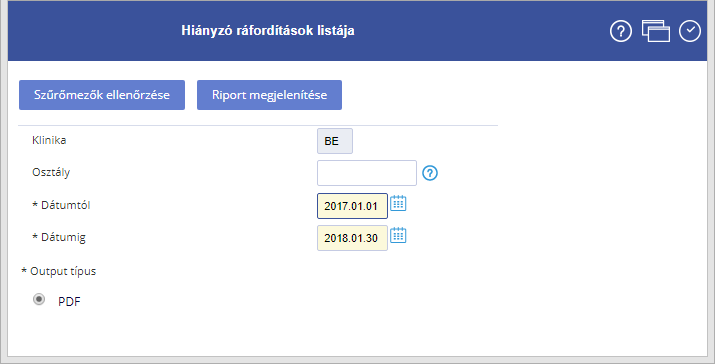 Hiányzó ráfordítások listája
Szűrőmezők ellenőrzése Riport megjelenítése
Klinika BE
Osztály
* Dátumtól 2017.01.01
* Dátumig 2018.01.30
* Output típus
PDF